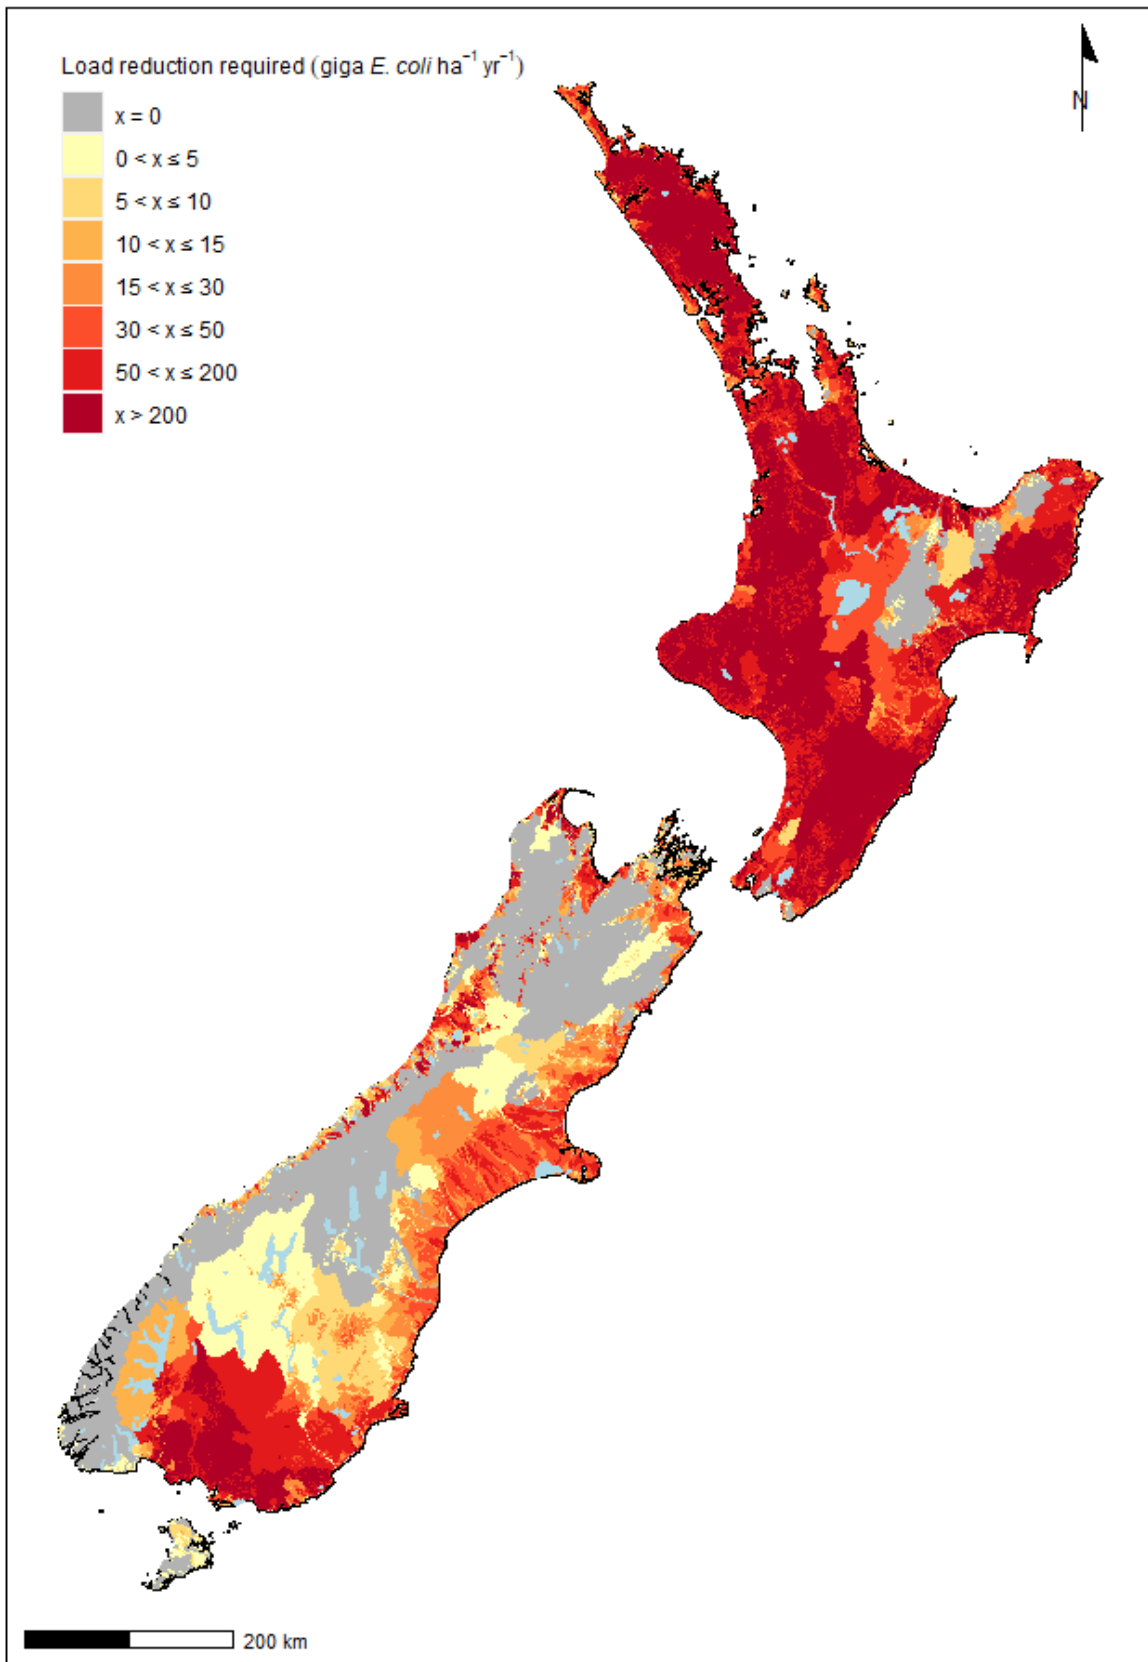 Load reduction required (giga E. coli ha⁻¹ yr⁻¹)
x = 0
0 < x ≤ 5
5 < x ≤ 10
10 < x ≤ 15
15 < x ≤ 30
30 < x ≤ 50
50 < x ≤ 200
x > 200
N
200 km